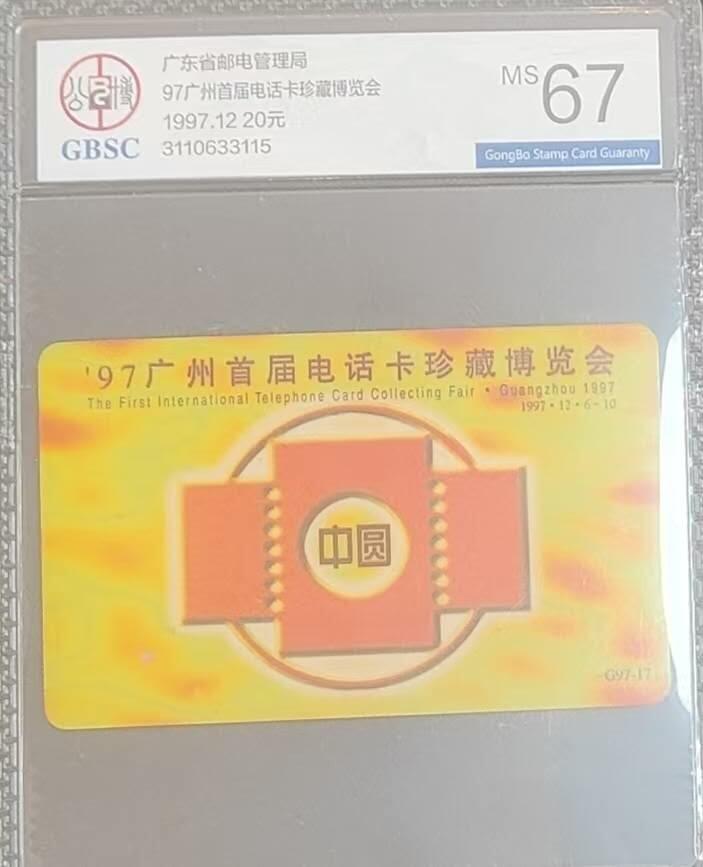 公博
GBSC
广东省邮电管理局
97广州首届电话卡珍藏博览会
1997.12 20元
3110633115
MS 67
GongBo Stamp Card Guaranty
'97广州首届电话卡珍藏博览会
The First International Telephone Card Collecting Fair • Guangzhou 1997
1997•12•6-10
中圆
G97-17